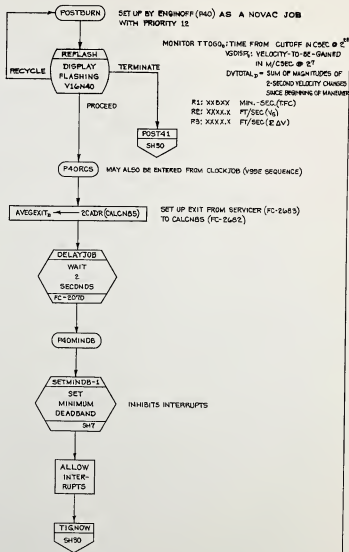 POSTBURN
SET UP BY ENGINOFF (P40) AS A NOVAC JOB
WITH PRIORITY 12
REFLASH
DISPLAY
FLASHING
V16N40
RECYCLE
TERMINATE
PROCEED
MONITOR TTOGO: TIME FROM CUTOFF IN CSEC @ 2
VGDISP: VELOCITY-TO-BE-GAINED
IN M/CSEC @ 2⁷
DVTOTAL = SUM OF MAGNITUDES OF
2-SECOND VELOCITY CHANGES
SINCE BEGINNING OF MANEUVER
R1: XXBXX MIN.-SEC.(TFC)
R2: XXXX.X FT/SEC (VG)
R3: XXXX.X FT/SEC (ΣΔV)
POST41
SH30
P40RCS
MAY ALSO BE ENTERED FROM CLOCKJOB (V99E SEQUENCE)
AVEGEXIT ← 2CADR (CALCN85)
SET UP EXIT FROM SERVICER (FC-2683)
TO CALCN85 (FC-2682)
DELAYJOB
WAIT
2
SECONDS
FC-2070
P40MINDB
SETMINDB-1
SET
MINIMUM
DEADBAND
SH7
INHIBITS INTERRUPTS
ALLOW
INTER-
RUPTS
TIGNOW
SH30